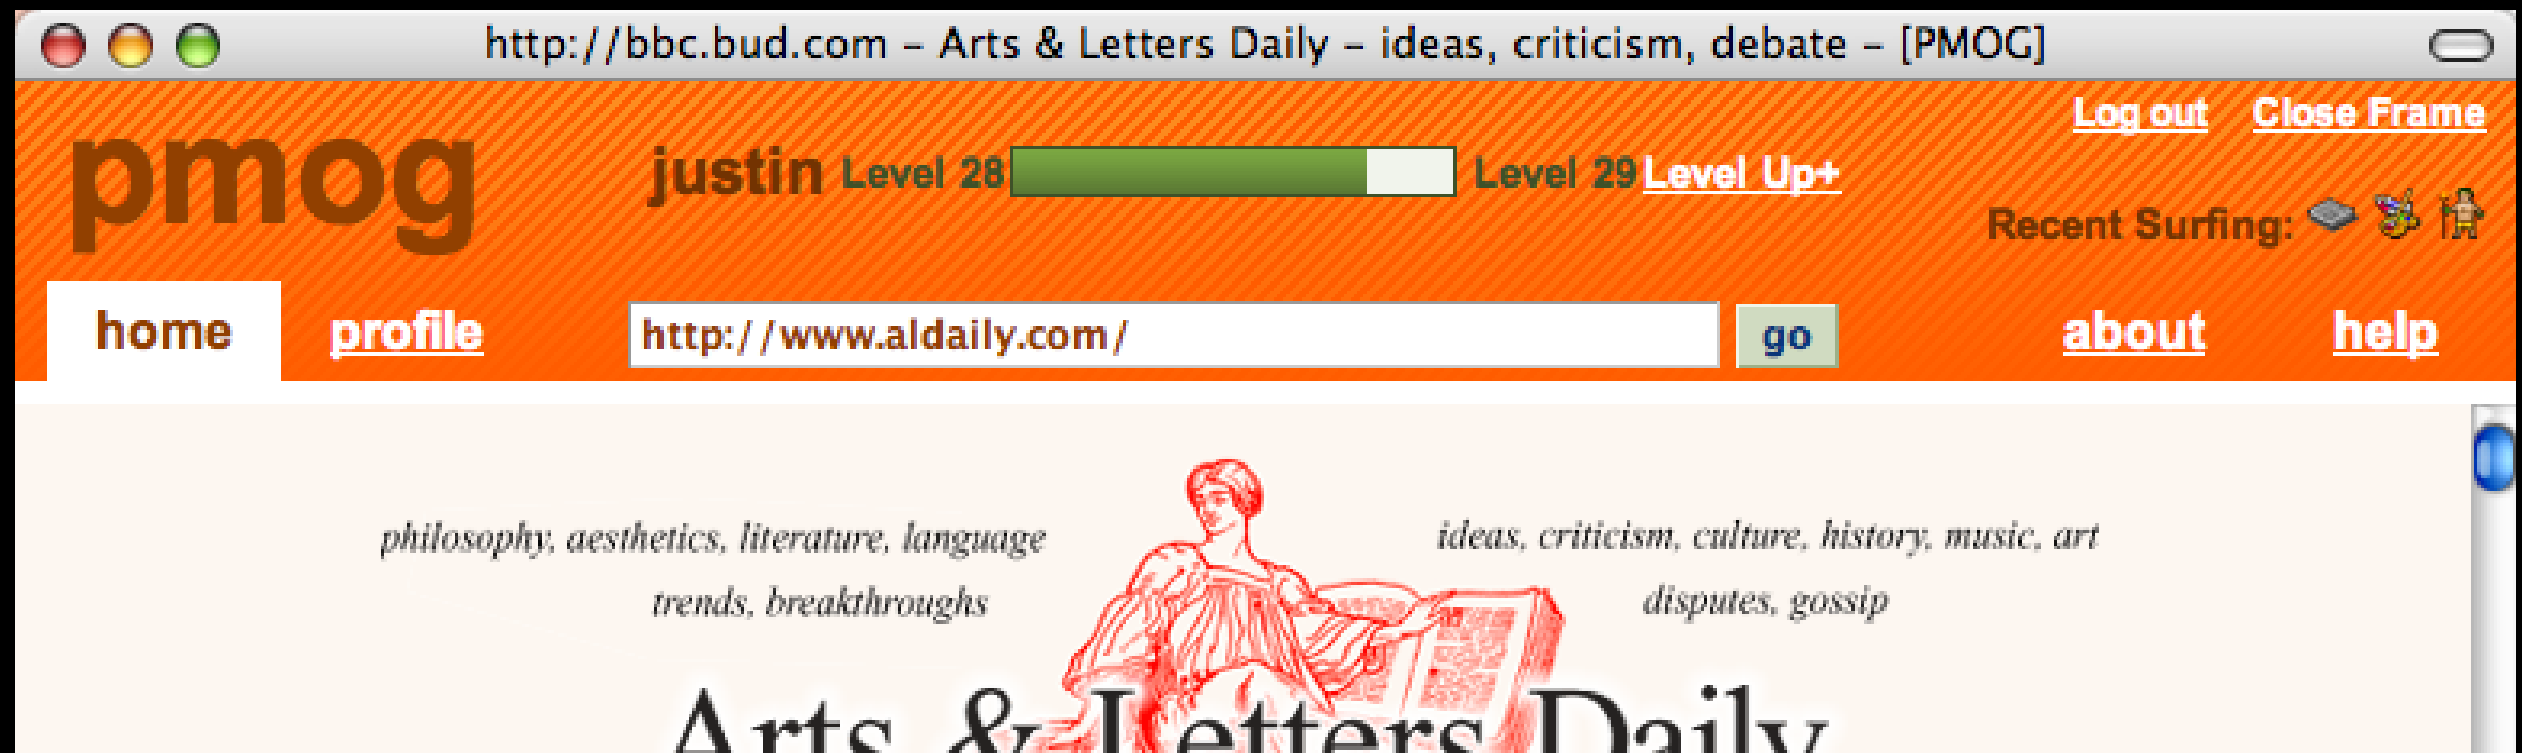 http://bbc.bud.com – Arts & Letters Daily – ideas, criticism, debate – [PMOG]
Log out Close Frame
pmog
justin Level 28 Level 29 Level Up+
Recent Surfing:
home profile http://www.aldaily.com/ go about help
philosophy, aesthetics, literature, language
trends, breakthroughs
ideas, criticism, culture, history, music, art
disputes, gossip
Arts & Letters Daily